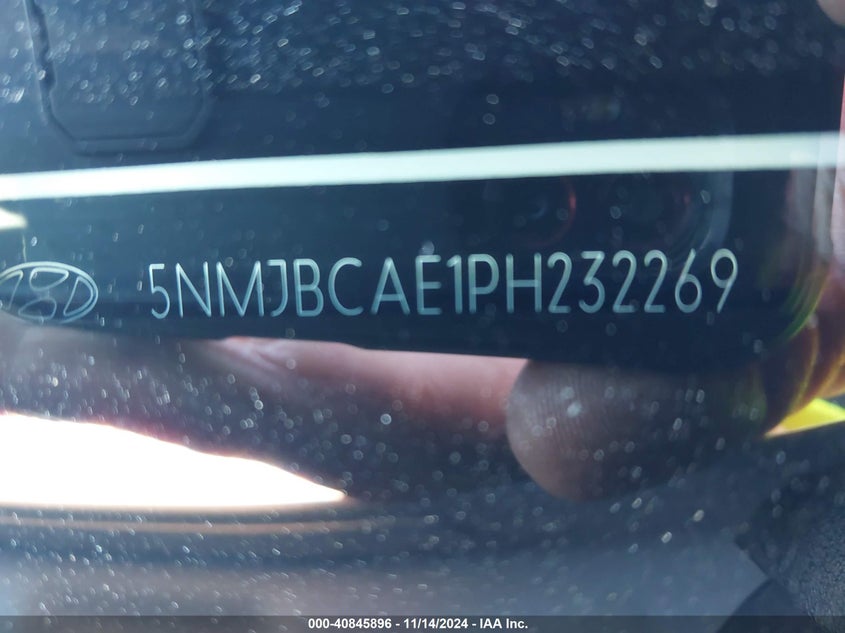 5NMJBCAE1PH232269
000-40845896 - 11/14/2024 - IAA Inc.